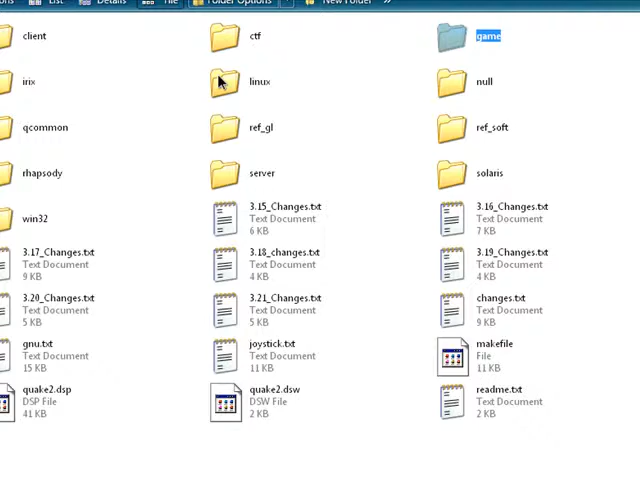 ons List Details File Folder Options New Folder »
client ctf game
irix linux null
qcommon ref_gl ref_soft
rhapsody server solaris
win32
3.15_Changes.txt
Text Document
6 KB
3.16_Changes.txt
Text Document
7 KB
3.17_Changes.txt
Text Document
9 KB
3.18_changes.txt
Text Document
4 KB
3.19_Changes.txt
Text Document
4 KB
3.20_Changes.txt
Text Document
5 KB
3.21_Changes.txt
Text Document
5 KB
changes.txt
Text Document
9 KB
gnu.txt
Text Document
15 KB
joystick.txt
Text Document
11 KB
makefile
File
11 KB
quake2.dsp
DSP File
41 KB
quake2.dsw
DSW File
2 KB
readme.txt
Text Document
2 KB